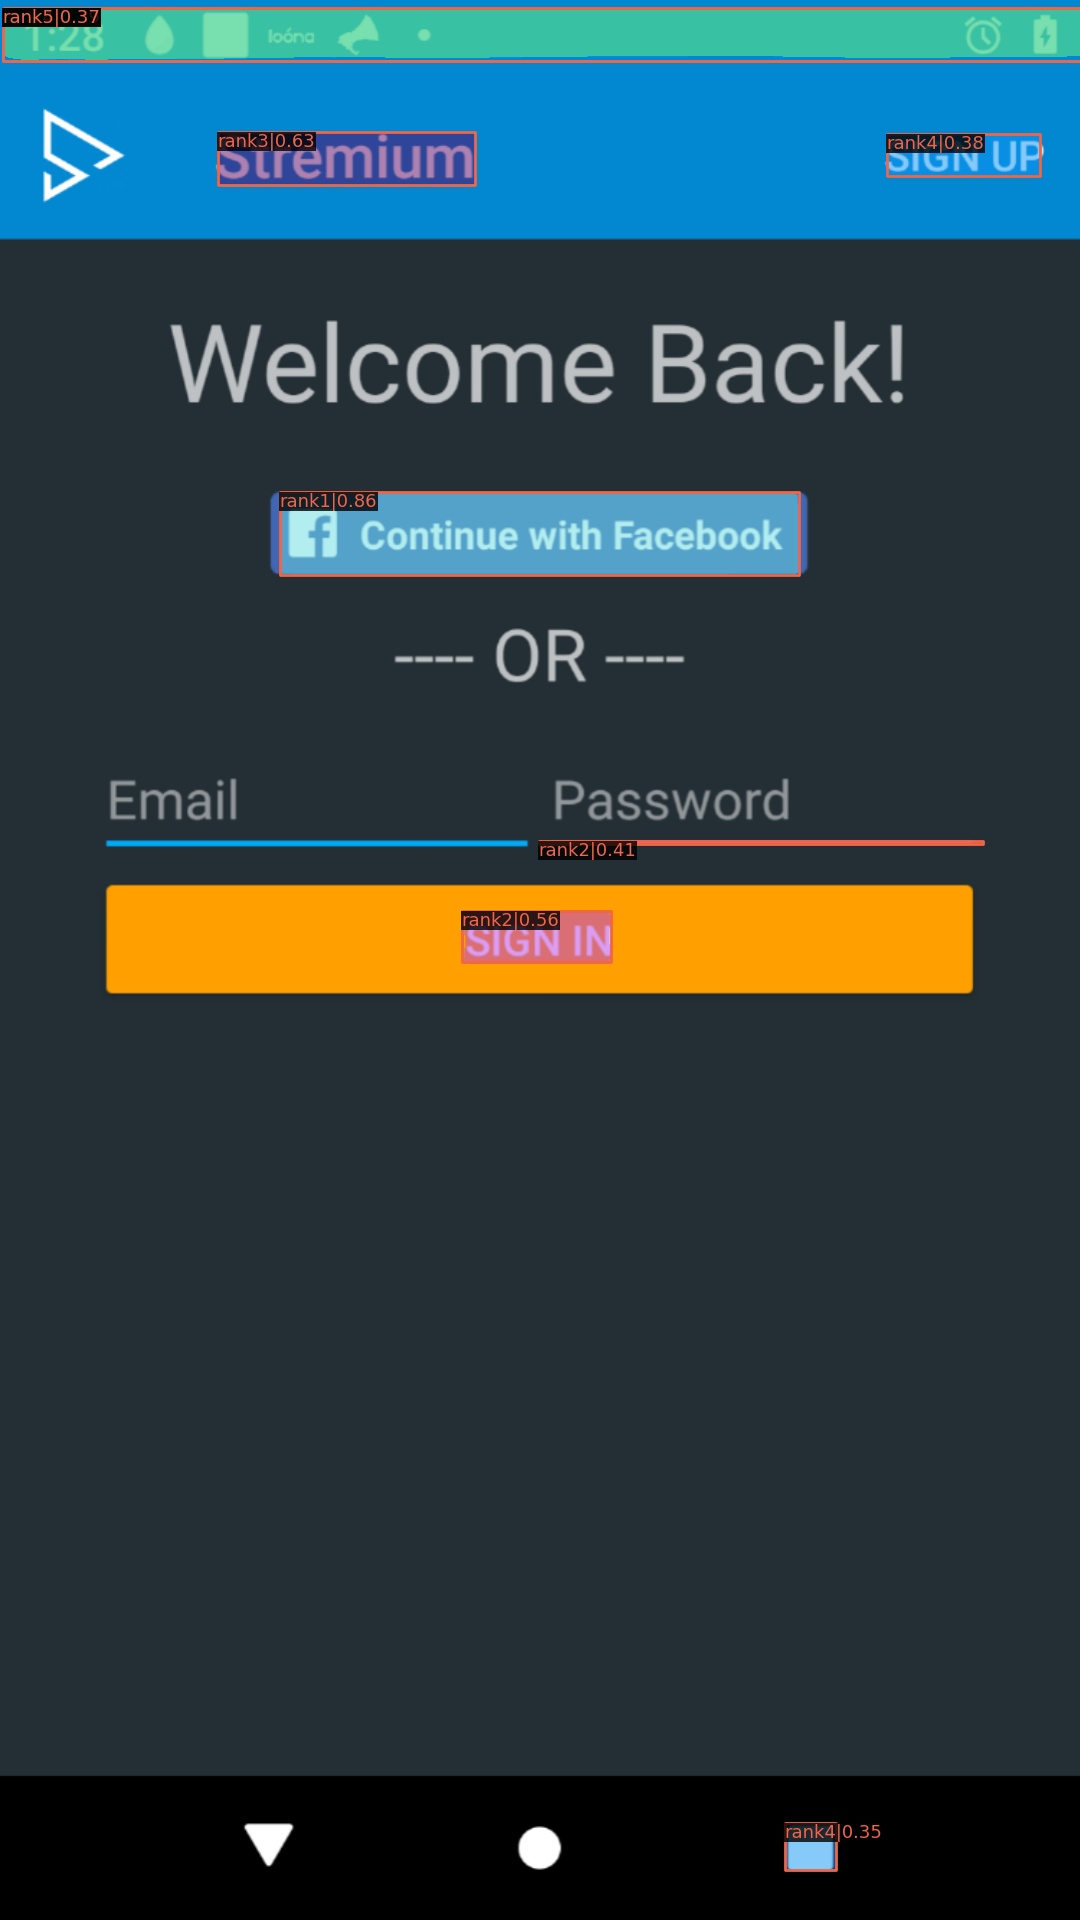 rank5|0.37
1:28 loóna
rank3|0.63 rank4|0.38
Stremium SIGN UP
Welcome Back!
rank1|0.86
Continue with Facebook
---- OR ----
Email Password
rank2|0.41
rank2|0.56
SIGN IN
rank4|0.35